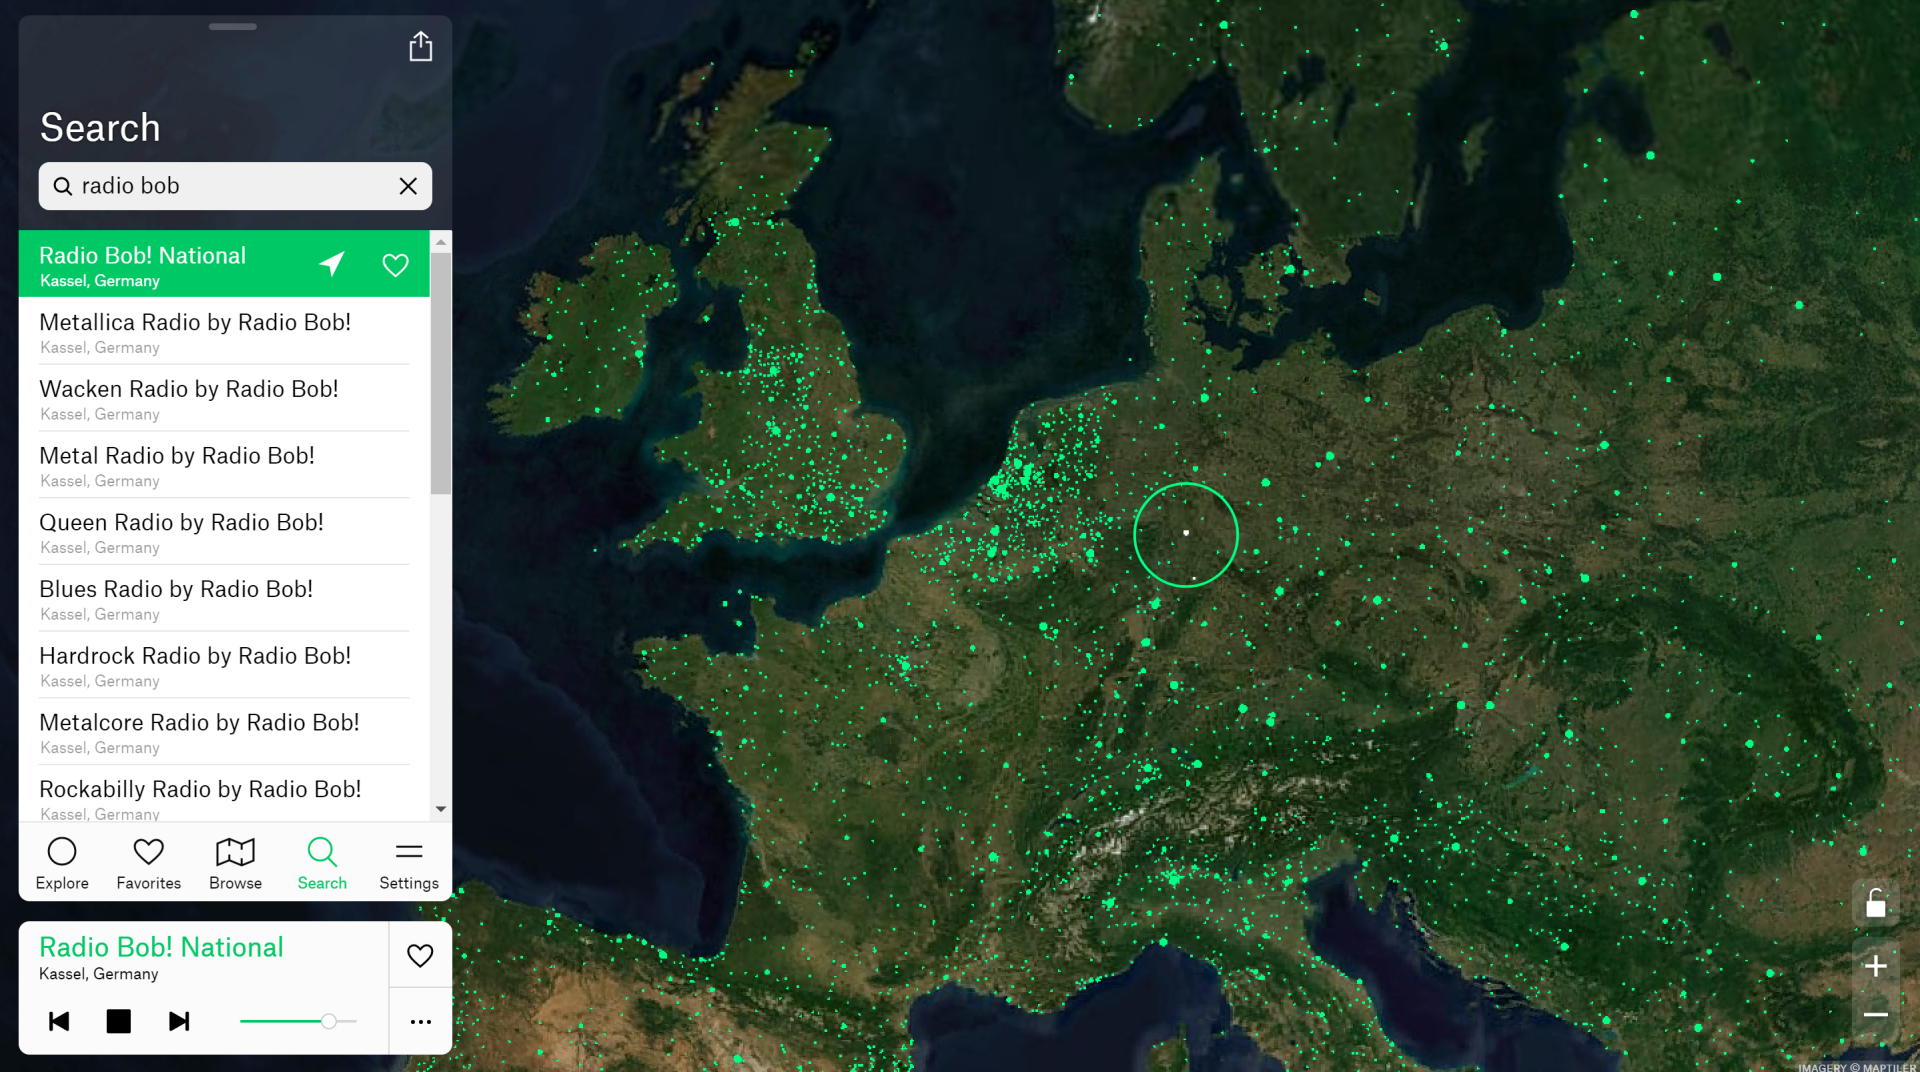 Search
radio bob
Radio Bob! National
Kassel, Germany
Metallica Radio by Radio Bob!
Kassel, Germany
Wacken Radio by Radio Bob!
Kassel, Germany
Metal Radio by Radio Bob!
Kassel, Germany
Queen Radio by Radio Bob!
Kassel, Germany
Blues Radio by Radio Bob!
Kassel, Germany
Hardrock Radio by Radio Bob!
Kassel, Germany
Metalcore Radio by Radio Bob!
Kassel, Germany
Rockabilly Radio by Radio Bob!
Kassel, Germany
Explore Favorites Browse Search Settings
Radio Bob! National
Kassel, Germany
IMAGERY © MAPTILER